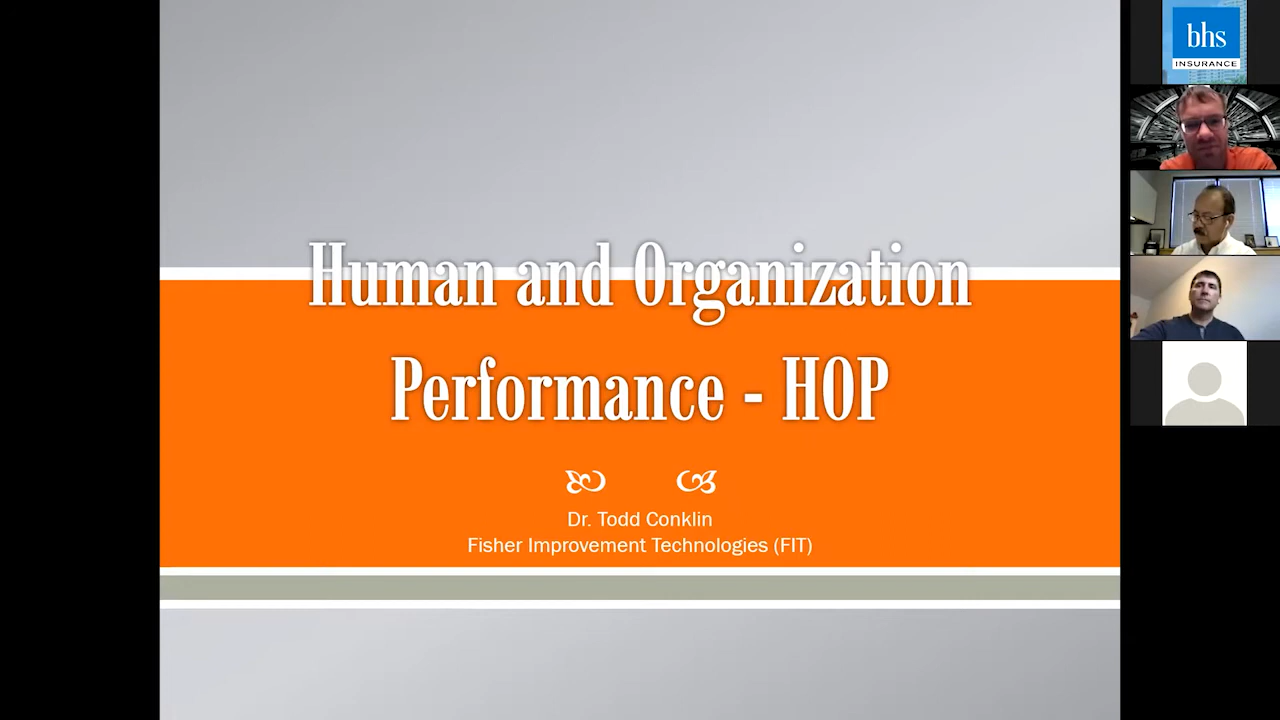 Human and Organization
Performance - HOP
Dr. Todd Conklin
Fisher Improvement Technologies (FIT)
bhs
INSURANCE